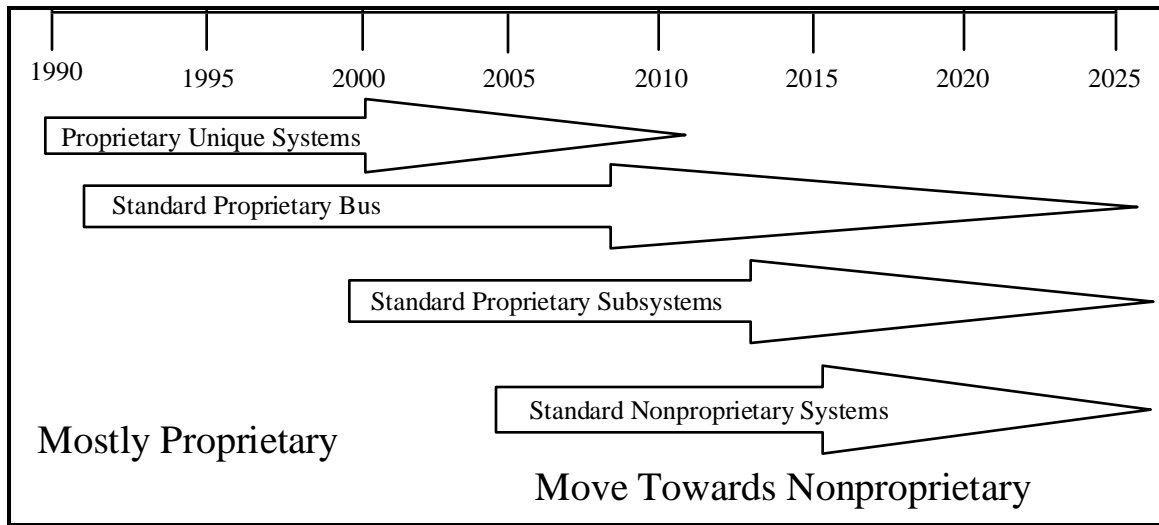 1990 1995 2000 2005 2010 2015 2020 2025
Proprietary Unique Systems
Standard Proprietary Bus
Standard Proprietary Subsystems
Standard Nonproprietary Systems
Mostly Proprietary
Move Towards Nonproprietary